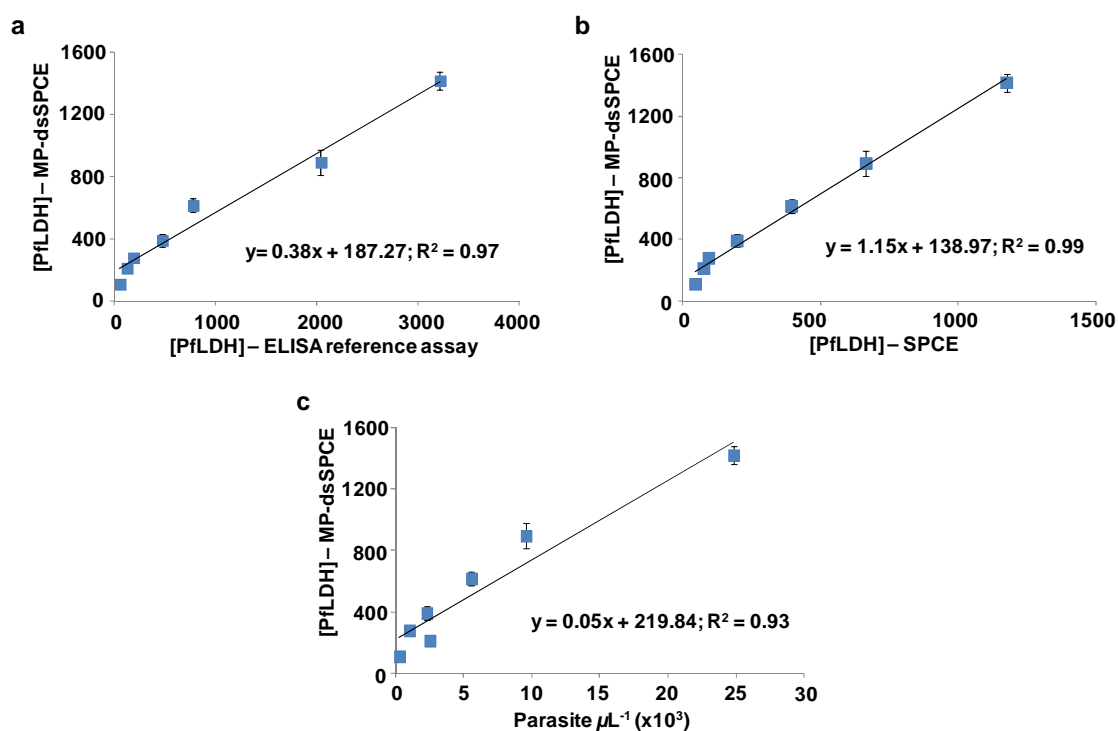 a
[PfLDH] – MP-dsSPCE
1600
1200
800
400
0
y= 0.38x + 187.27; R² = 0.97
0 1000 2000 3000 4000
[PfLDH] – ELISA reference assay
b
[PfLDH] – MP-dsSPCE
1600
1200
800
400
0
y = 1.15x + 138.97; R² = 0.99
0 500 1000 1500
[PfLDH] – SPCE
c
[PfLDH] – MP-dsSPCE
1600
1200
800
400
0
y = 0.05x + 219.84; R² = 0.93
0 5 10 15 20 25 30
Parasite µL⁻¹ (x10³)